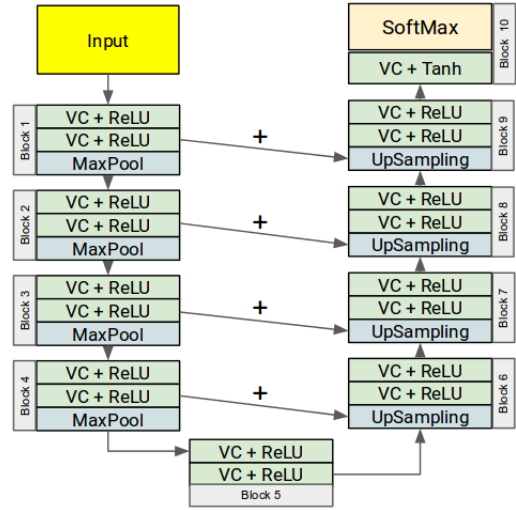 Input
Block 1
VC + ReLU
VC + ReLU
MaxPool
+
Block 2
VC + ReLU
VC + ReLU
MaxPool
+
Block 3
VC + ReLU
VC + ReLU
MaxPool
+
Block 4
VC + ReLU
VC + ReLU
MaxPool
+
VC + ReLU
VC + ReLU
Block 5
SoftMax
VC + Tanh
Block 10
VC + ReLU
VC + ReLU
UpSampling
Block 9
VC + ReLU
VC + ReLU
UpSampling
Block 8
VC + ReLU
VC + ReLU
UpSampling
Block 7
VC + ReLU
VC + ReLU
UpSampling
Block 6